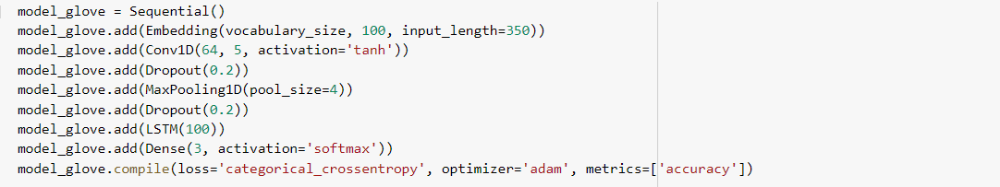 model_glove = Sequential()
model_glove.add(Embedding(vocabulary_size, 100, input_length=350))
model_glove.add(Conv1D(64, 5, activation='tanh'))
model_glove.add(Dropout(0.2))
model_glove.add(MaxPooling1D(pool_size=4))
model_glove.add(Dropout(0.2))
model_glove.add(LSTM(100))
model_glove.add(Dense(3, activation='softmax'))
model_glove.compile(loss='categorical_crossentropy', optimizer='adam', metrics=['accuracy'])